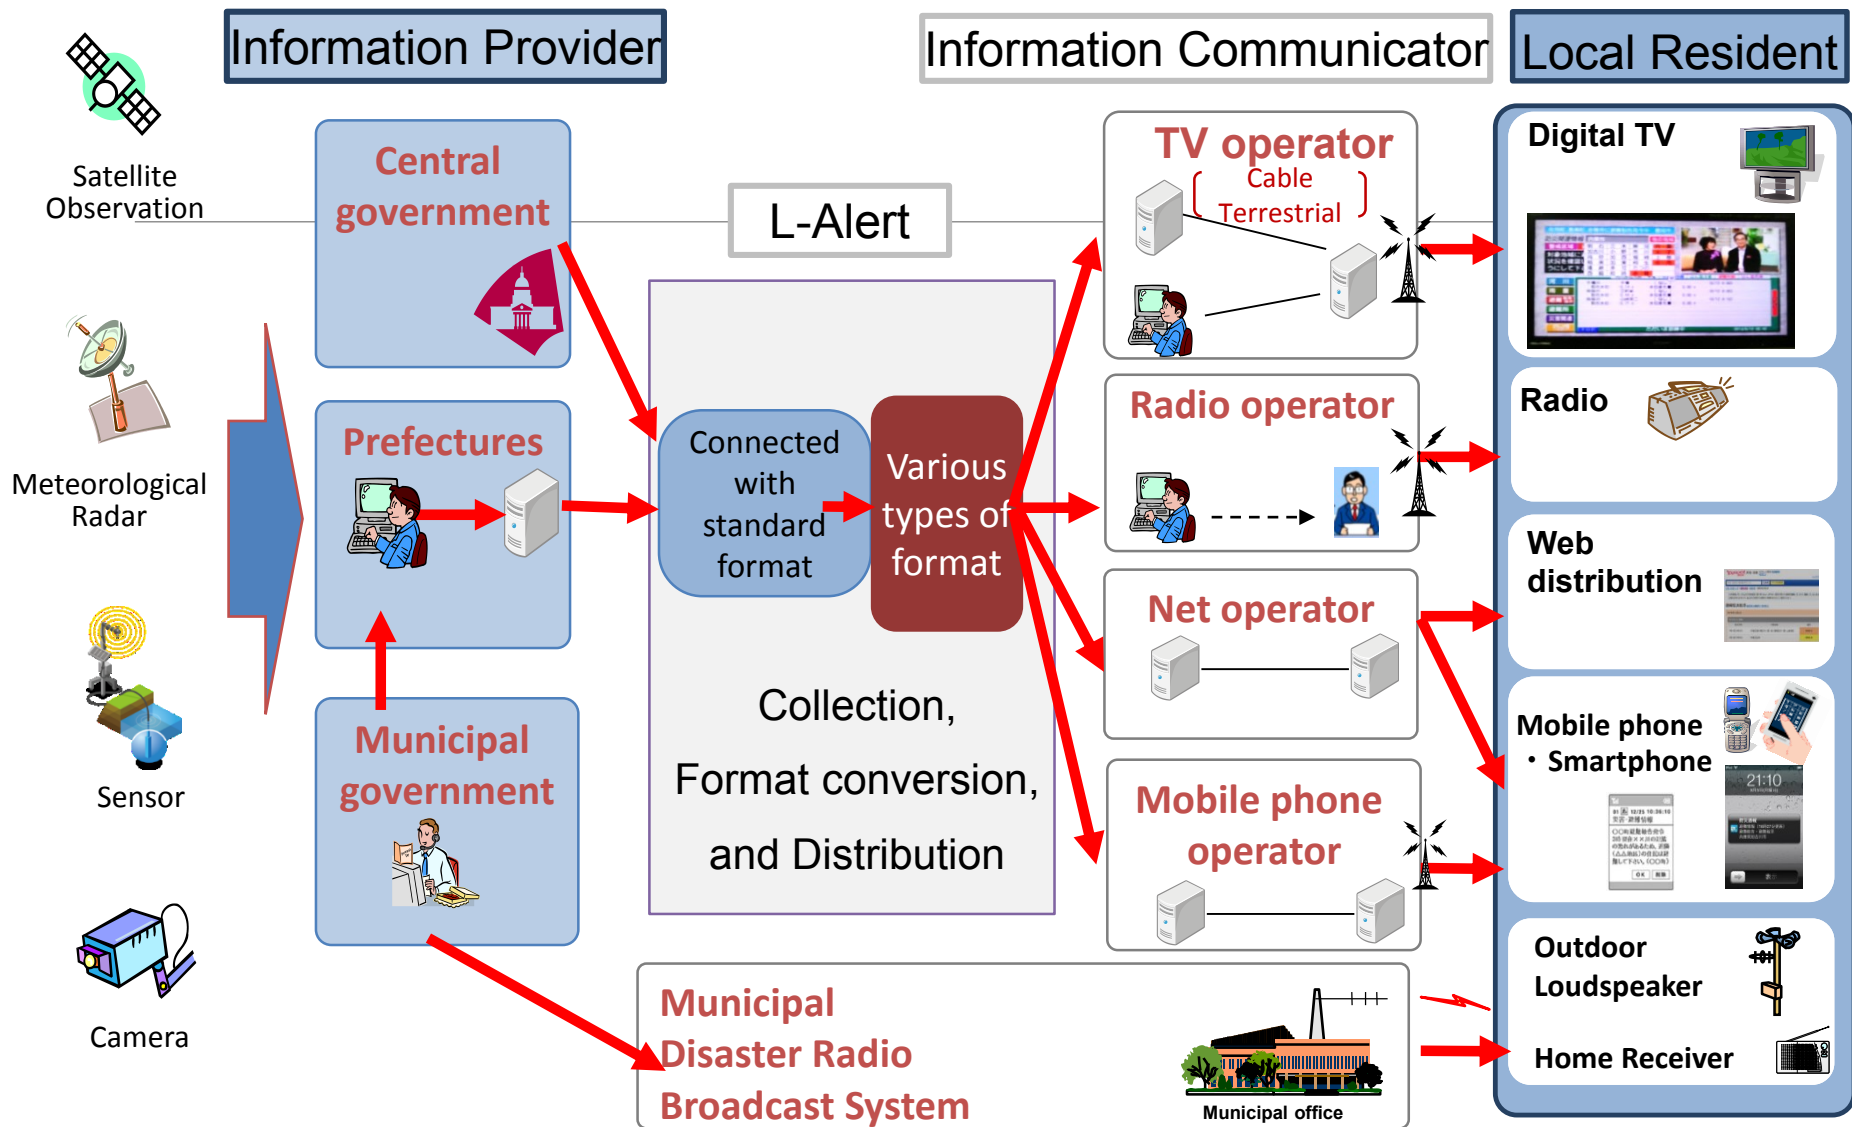 Information Provider
Information Communicator
Local Resident
Satellite
Observation
Meteorological
Radar
Sensor
Camera
Central
government
Prefectures
Municipal
government
L-Alert
Connected
with
standard
format
Various
types of
format
Collection,
Format conversion,
and Distribution
TV operator
Cable
Terrestrial
Radio operator
Net operator
Mobile phone
operator
Municipal
Disaster Radio
Broadcast System
Municipal office
Digital TV
Radio
Web
distribution
Mobile phone
・ Smartphone
21:10
OK
Outdoor
Loudspeaker
Home Receiver